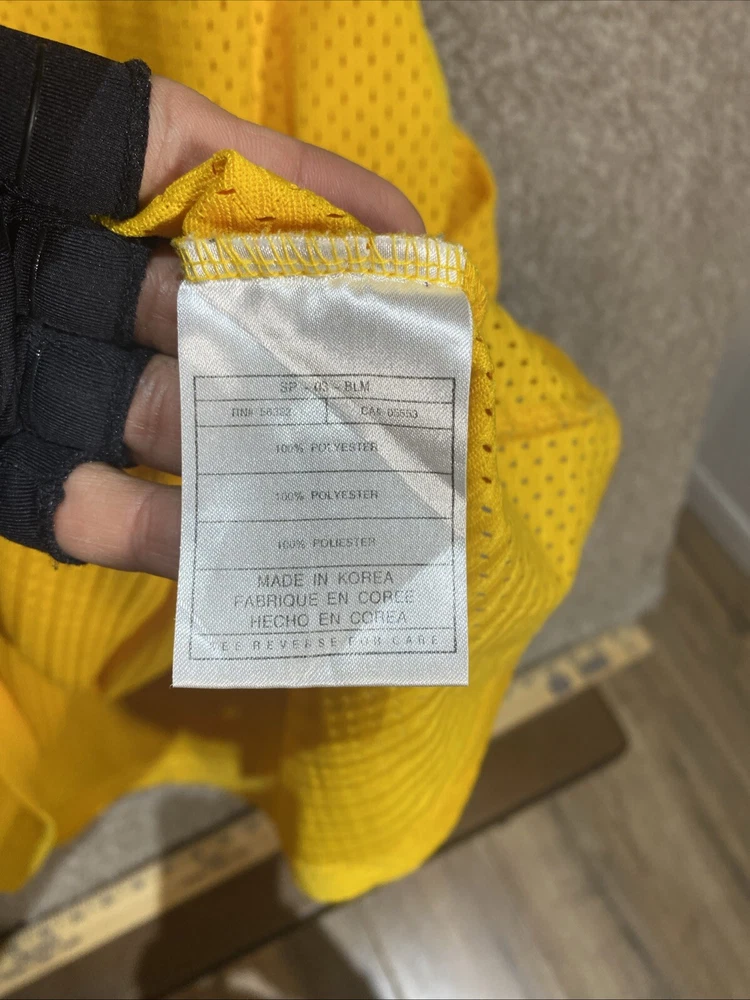 SP - 03 - BLM
RN# 56322 CA# 05553
100% POLYESTER
100% POLYESTER
100% POLIESTER
MADE IN KOREA
FABRIQUE EN COREE
HECHO EN COREA
SEE REVERSE FOR CARE